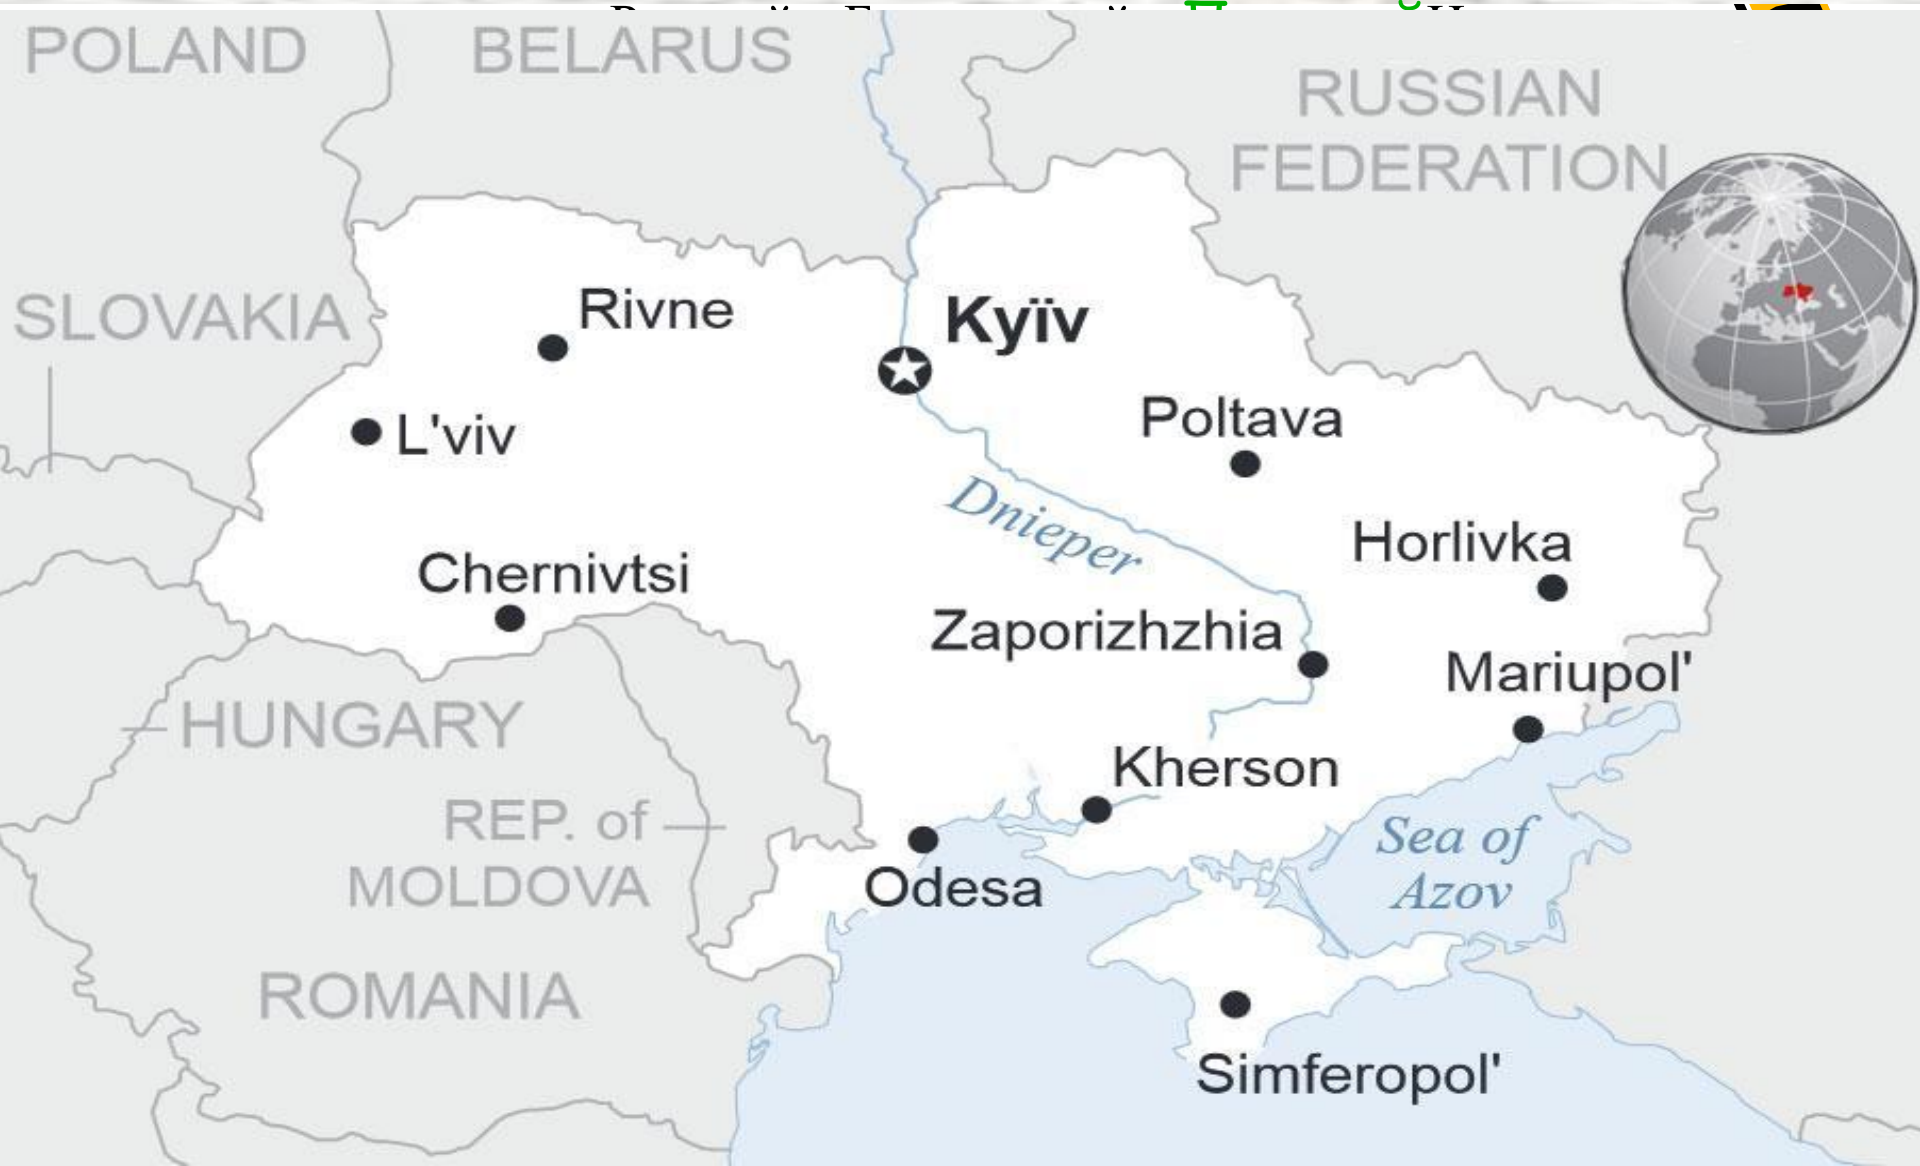 POLAND
BELARUS
RUSSIAN
FEDERATION
SLOVAKIA
Rivne
Kyïv
L'viv
Poltava
Dnieper
Horlivka
Chernivtsi
Zaporizhzhia
Mariupol'
HUNGARY
Kherson
REP. of
MOLDOVA
Sea of
Azov
Odesa
ROMANIA
Simferopol'